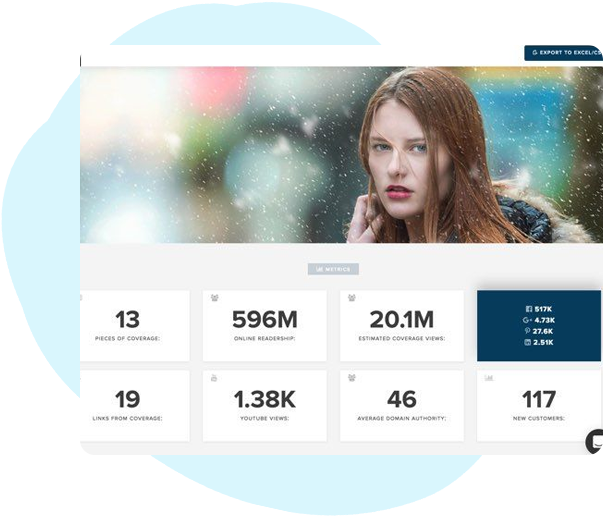 EXPORT TO EXCEL/CS
METRICS
13
PIECES OF COVERAGE:
596M
ONLINE READERSHIP:
20.1M
ESTIMATED COVERAGE VIEWS:
517K
G+ 4.73K
27.6K
2.51K
19
LINKS FROM COVERAGE:
1.38K
YOUTUBE VIEWS:
46
AVERAGE DOMAIN AUTHORITY:
117
NEW CUSTOMERS: